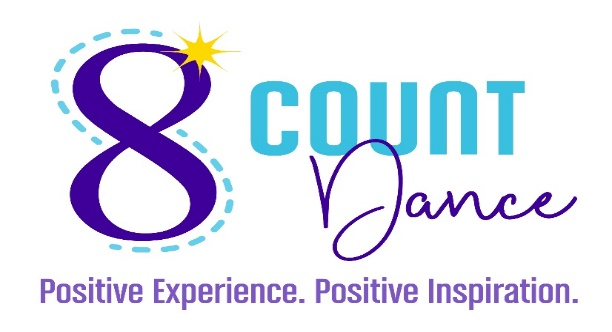 8 COUNT
Dance
Positive Experience. Positive Inspiration.